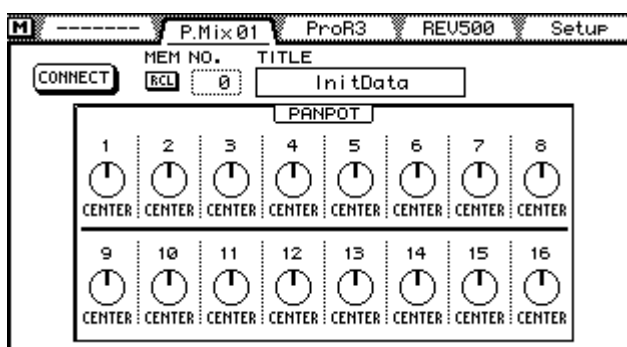 M ------- P.Mix01 ProR3 REV500 Setup
MEM NO. TITLE
CONNECT RCL 0 InitData
PANPOT
1 2 3 4 5 6 7 8
CENTER CENTER CENTER CENTER CENTER CENTER CENTER CENTER
9 10 11 12 13 14 15 16
CENTER CENTER CENTER CENTER CENTER CENTER CENTER CENTER